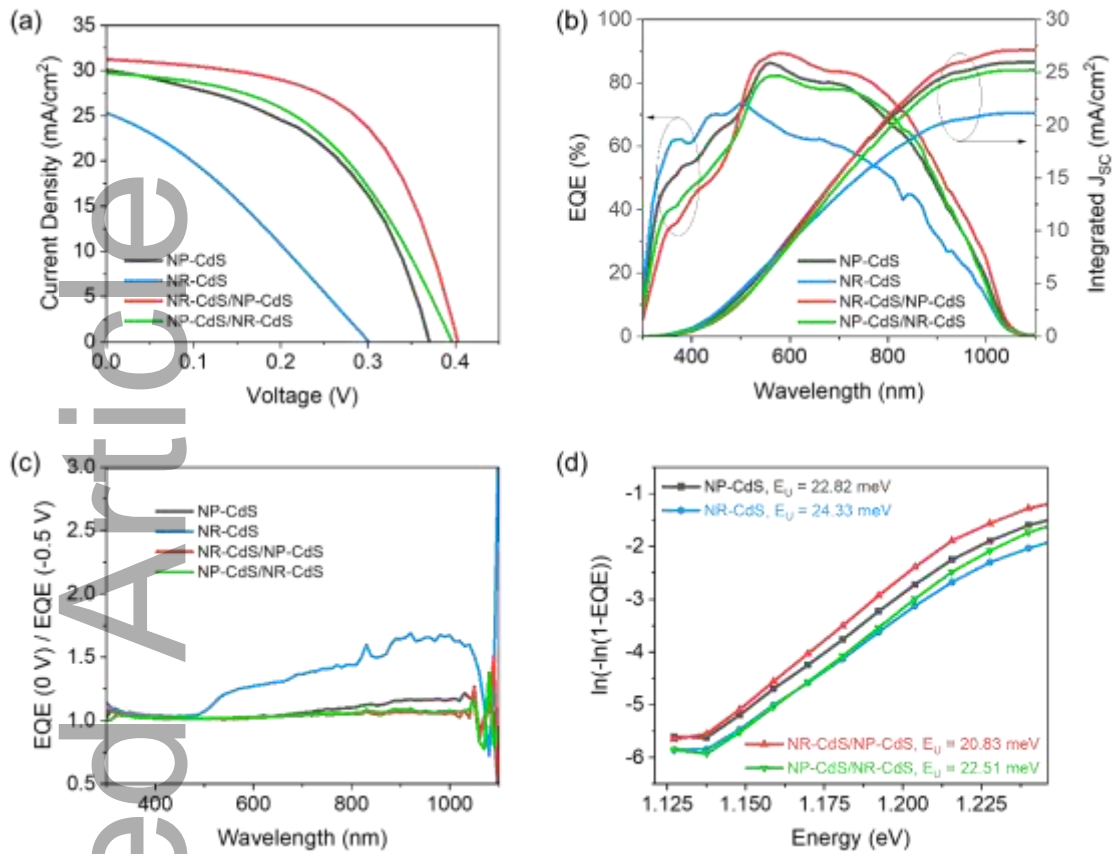 (a)
35
30
25
20
15
10
5
0
Current Density (mA/cm²)
NP-CdS
NR-CdS
NR-CdS/NP-CdS
NP-CdS/NR-CdS
0.0 0.1 0.2 0.3 0.4
Voltage (V)
(b)
100
80
60
40
20
0
EQE (%)
30
25
20
15
10
5
0
Integrated J_SC (mA/cm²)
NP-CdS
NR-CdS
NR-CdS/NP-CdS
NP-CdS/NR-CdS
400 600 800 1000
Wavelength (nm)
(c)
3.0
2.5
2.0
1.5
1.0
0.5
EQE (0 V) / EQE (-0.5 V)
NP-CdS
NR-CdS
NR-CdS/NP-CdS
NP-CdS/NR-CdS
400 600 800 1000
Wavelength (nm)
(d)
-1
-2
-3
-4
-5
-6
ln(-ln(1-EQE))
NP-CdS, E_U = 22.82 meV
NR-CdS, E_U = 24.33 meV
NR-CdS/NP-CdS, E_U = 20.83 meV
NP-CdS/NR-CdS, E_U = 22.51 meV
1.125 1.150 1.175 1.200 1.225
Energy (eV)
ed Article